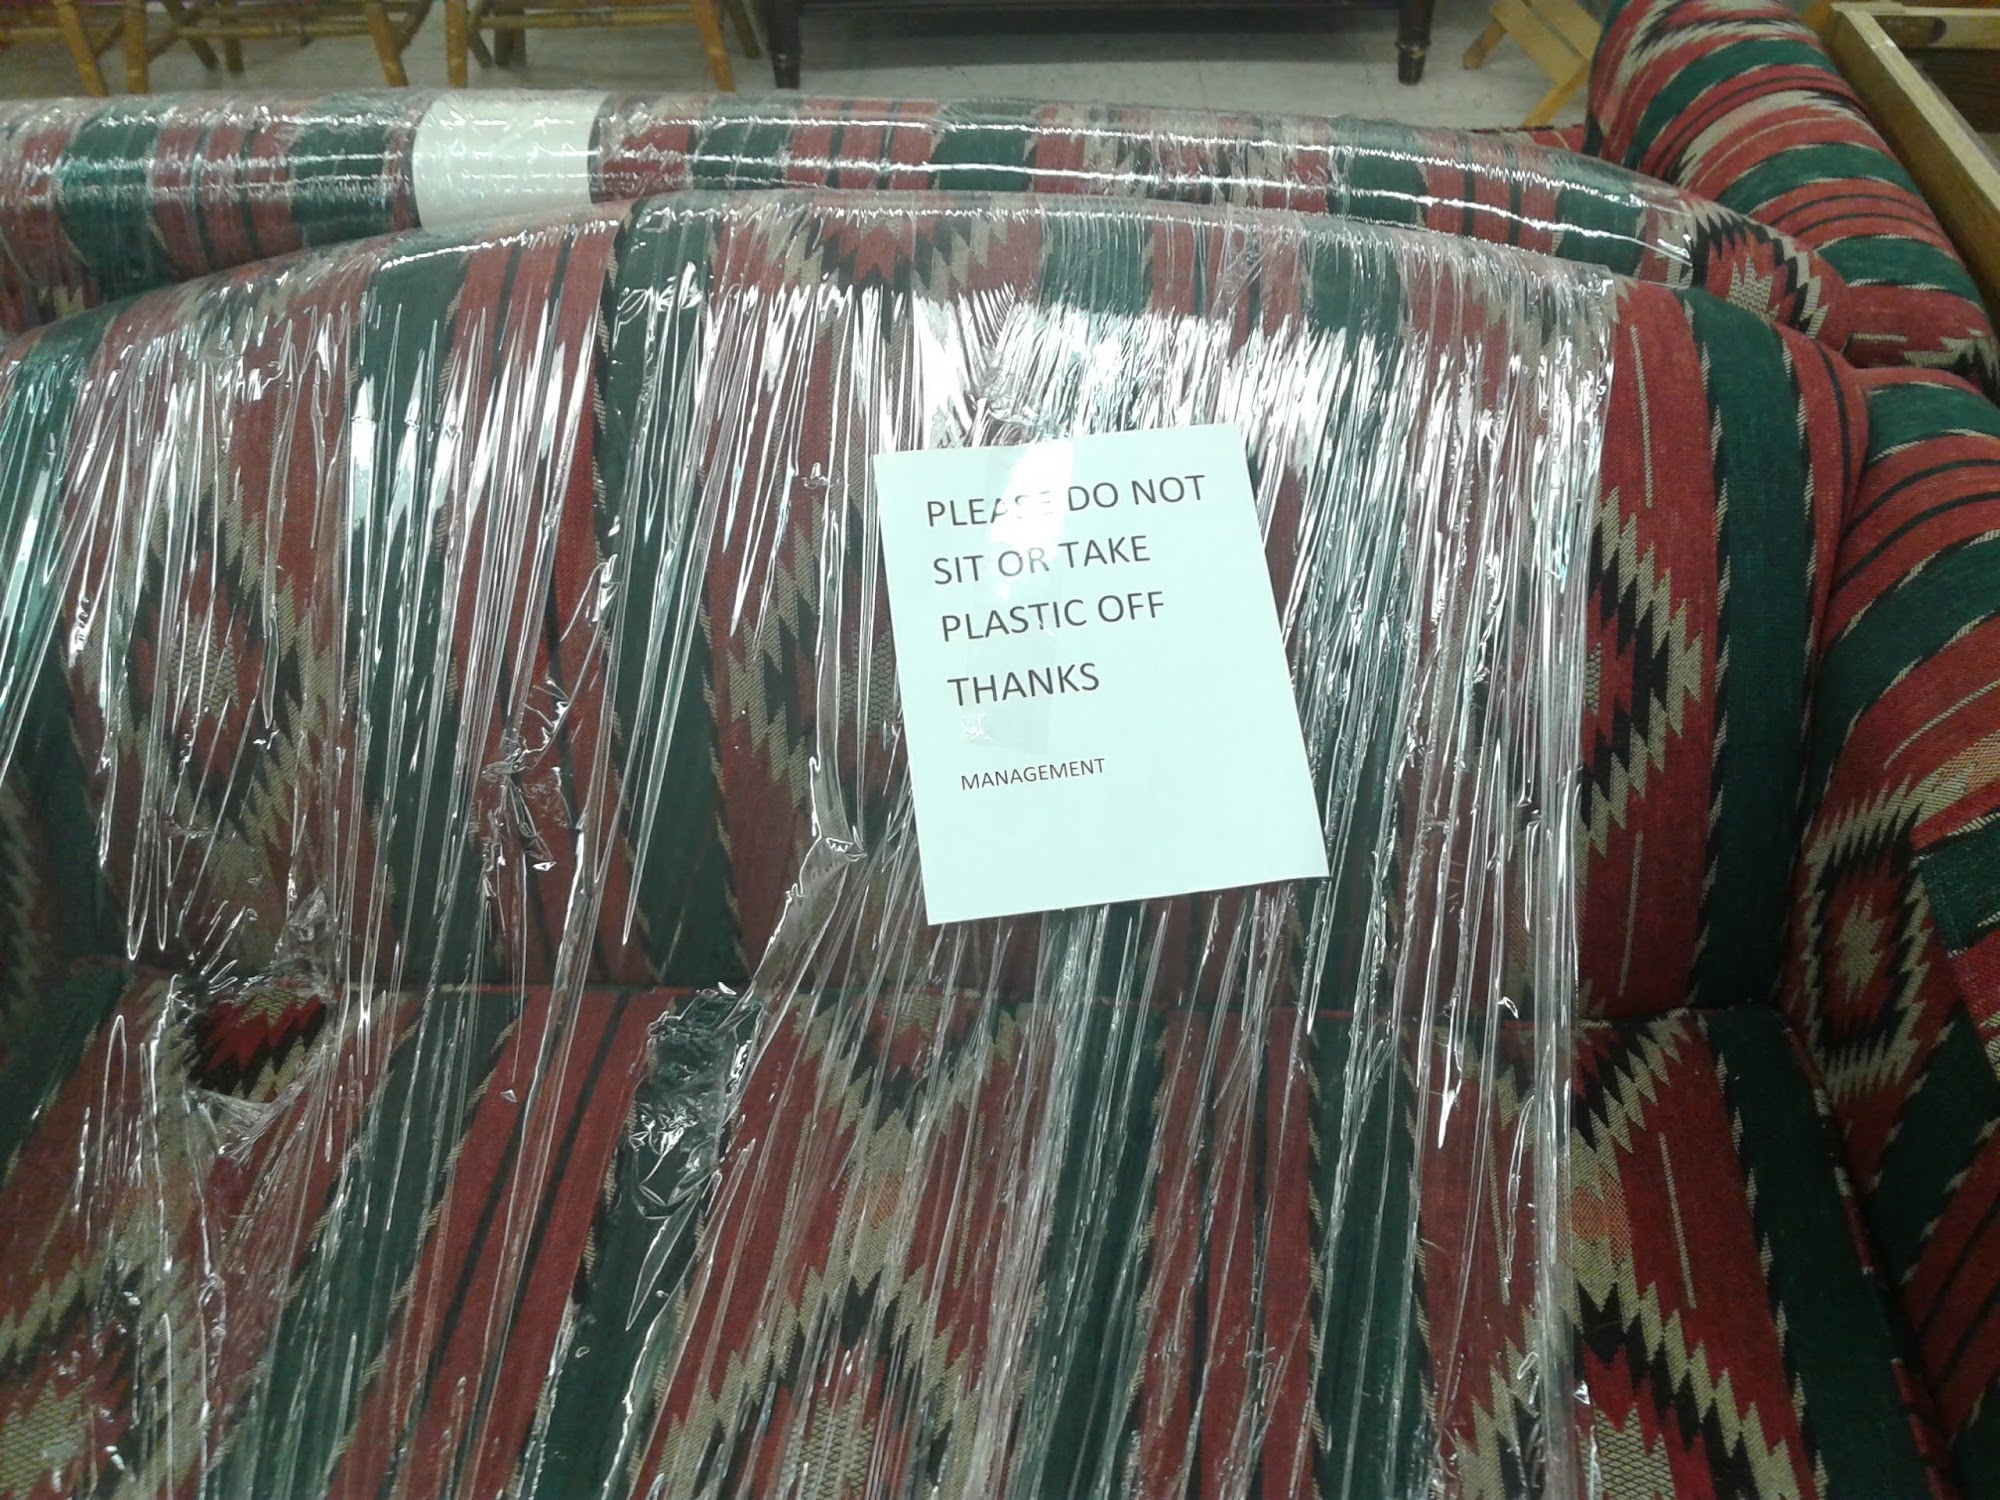 PLEASE DO NOT
SIT OR TAKE
PLASTIC OFF
THANKS
MANAGEMENT